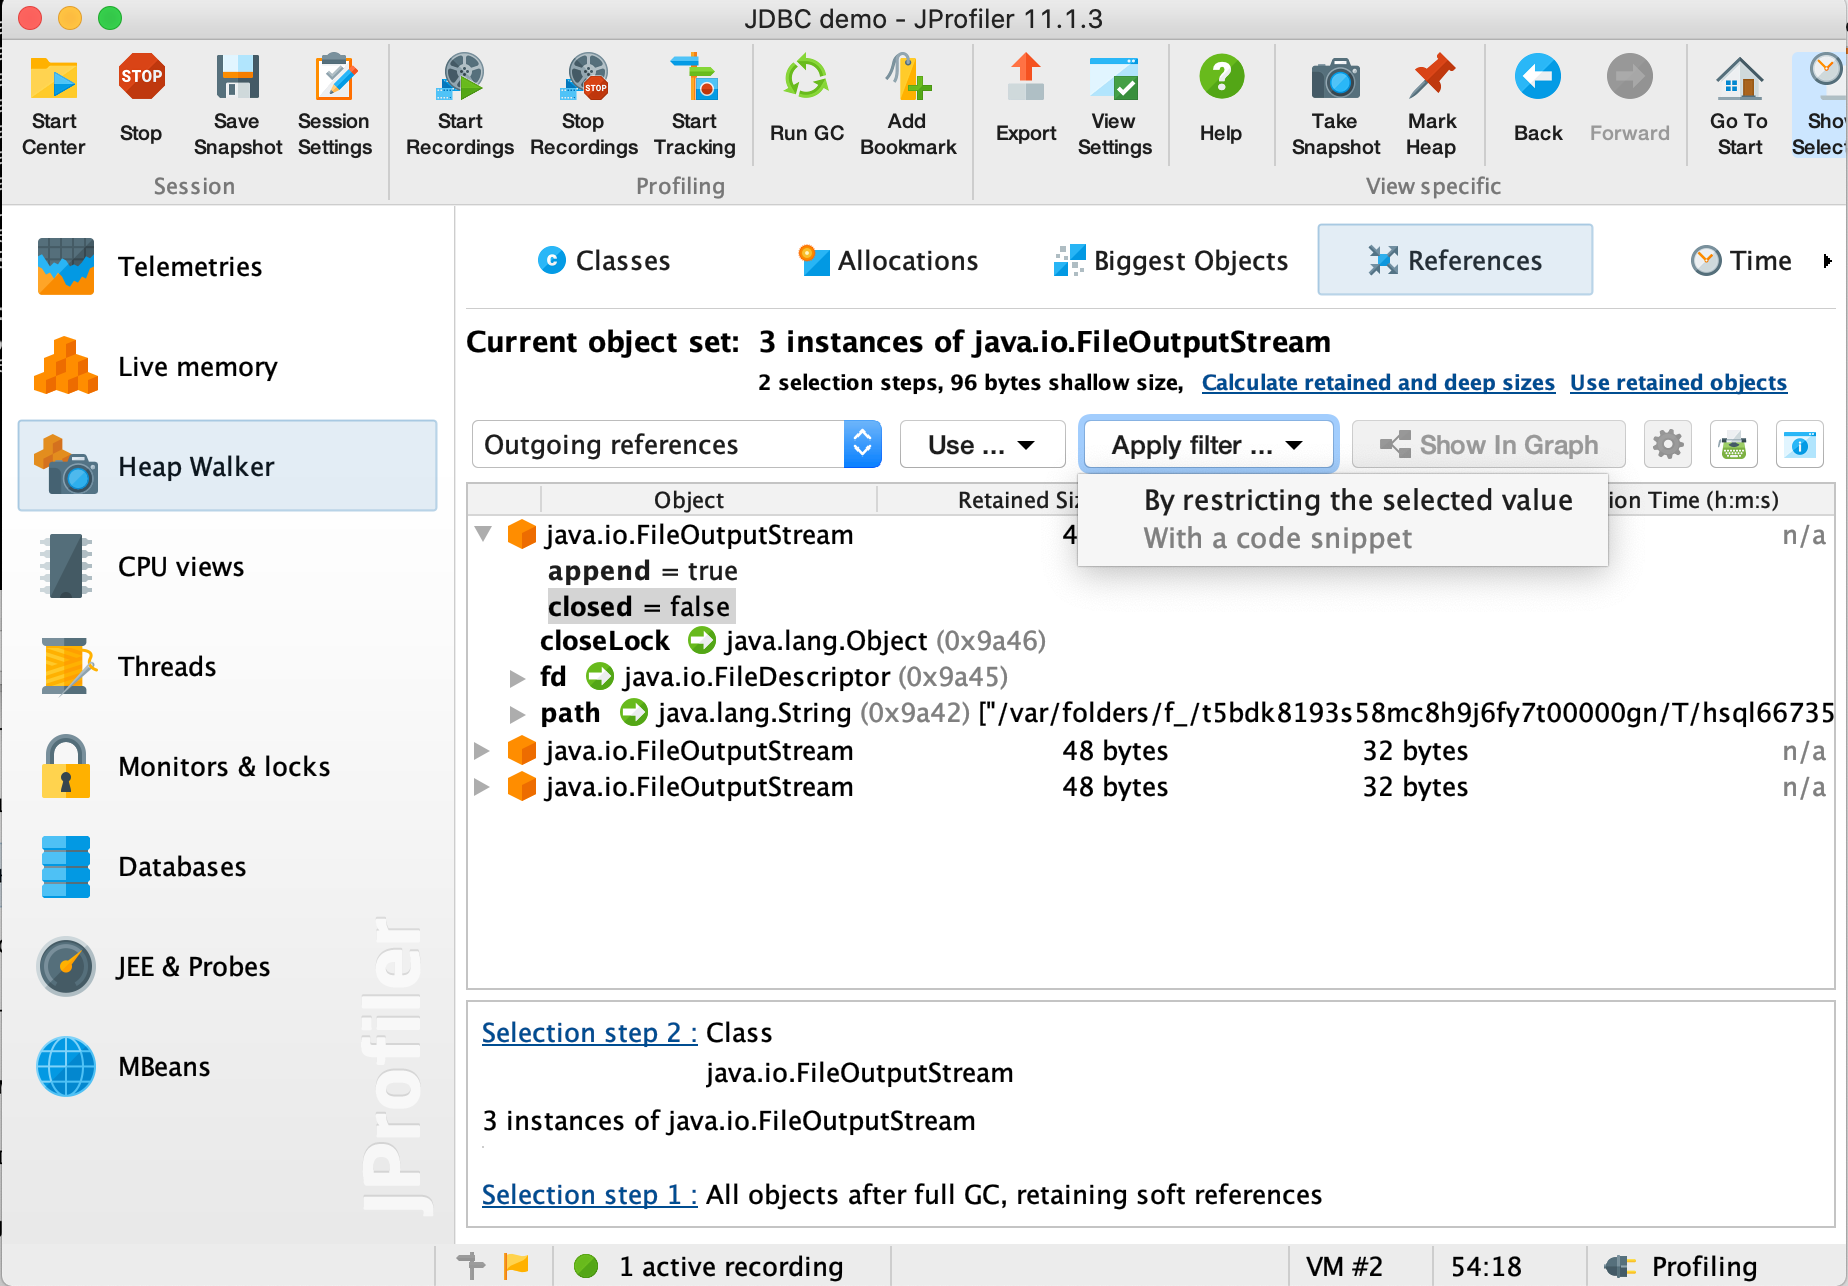 JDBC demo - JProfiler 11.1.3
Start Center
Stop
Save Snapshot
Session Settings
Start Recordings
Stop Recordings
Start Tracking
Run GC
Add Bookmark
Export
View Settings
Help
Take Snapshot
Mark Heap
Back
Forward
Go To Start
Session
Profiling
View specific
STOP
STOP
Telemetries
Live memory
Heap Walker
CPU views
Threads
Monitors & locks
Databases
JEE & Probes
MBeans
JProfiler
Classes
Allocations
Biggest Objects
References
Time
Current object set: 3 instances of java.io.FileOutputStream
2 selection steps, 96 bytes shallow size, Calculate retained and deep sizes Use retained objects
Outgoing references
Use ...
Apply filter ...
Show In Graph
By restricting the selected value
With a code snippet
Object Retained Si ion Time (h:m:s)
java.io.FileOutputStream 4 n/a
append = true
closed = false
closeLock java.lang.Object (0x9a46)
fd java.io.FileDescriptor (0x9a45)
path java.lang.String (0x9a42) ["/var/folders/f_/t5bdk8193s58mc8h9j6fy7t00000gn/T/hsql66735
java.io.FileOutputStream 48 bytes 32 bytes n/a
java.io.FileOutputStream 48 bytes 32 bytes n/a
Selection step 2 : Class
java.io.FileOutputStream
3 instances of java.io.FileOutputStream
Selection step 1 : All objects after full GC, retaining soft references
1 active recording
VM #2
54:18
Profiling